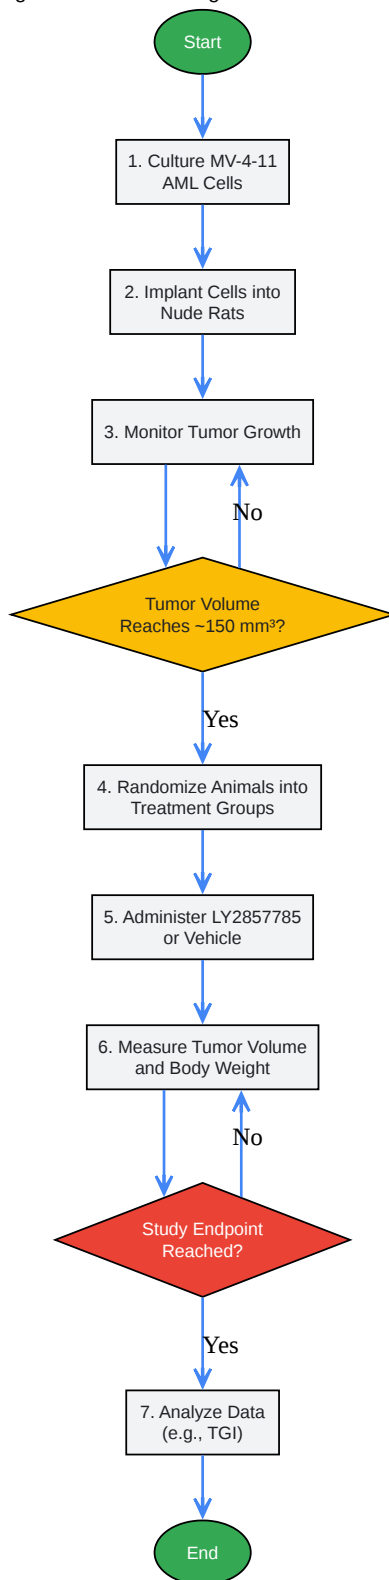 Start
1. Culture MV-4-11
AML Cells
2. Implant Cells into
Nude Rats
3. Monitor Tumor Growth
No
Tumor Volume
Reaches ~150 mm³?
Yes
4. Randomize Animals into
Treatment Groups
5. Administer LY2857785
or Vehicle
6. Measure Tumor Volume
and Body Weight
No
Study Endpoint
Reached?
Yes
7. Analyze Data
(e.g., TGI)
End